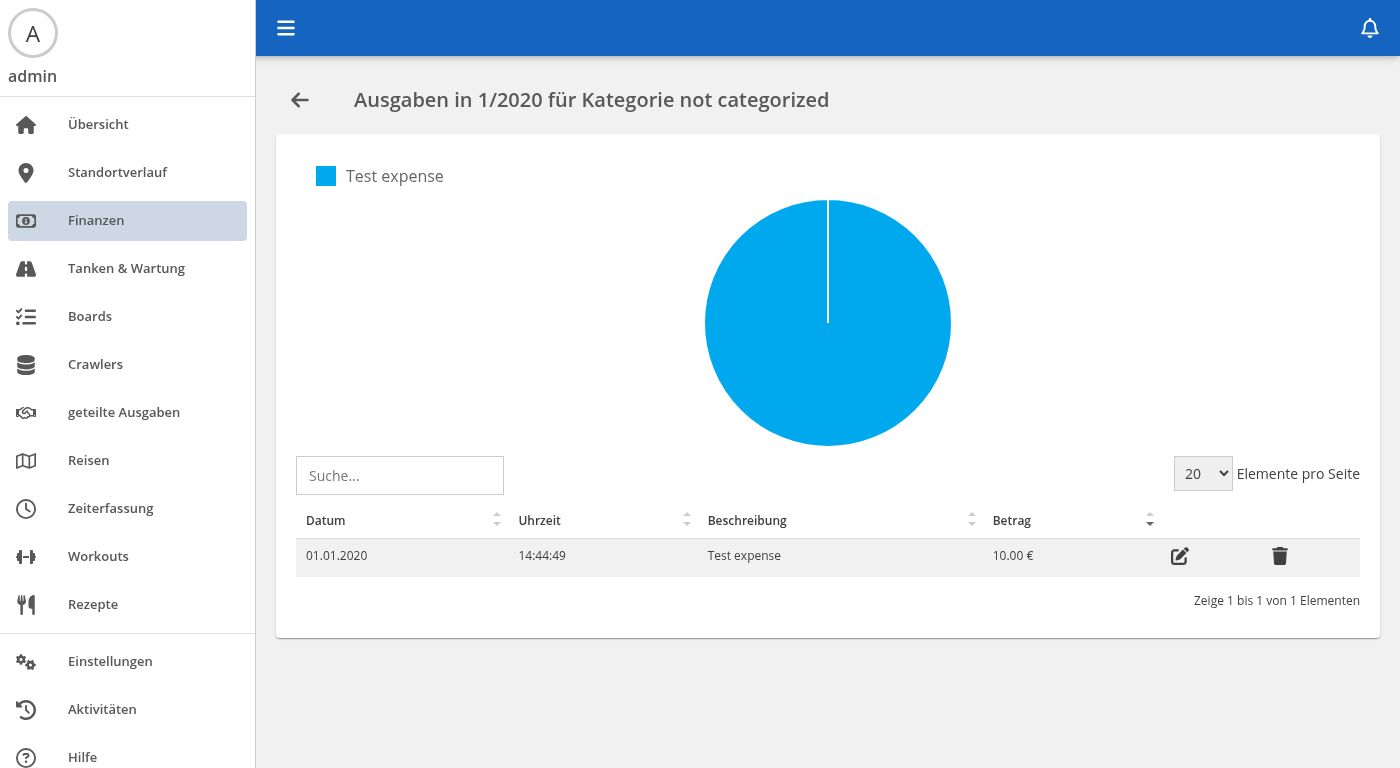 A
admin
Übersicht
Standortverlauf
Finanzen
Tanken & Wartung
Boards
Crawlers
geteilte Ausgaben
Reisen
Zeiterfassung
Workouts
Rezepte
Einstellungen
Aktivitäten
Hilfe
Ausgaben in 1/2020 für Kategorie not categorized
Test expense
Suche...
20 Elemente pro Seite
Datum Uhrzeit Beschreibung Betrag
01.01.2020 14:44:49 Test expense 10.00 €
Zeige 1 bis 1 von 1 Elementen